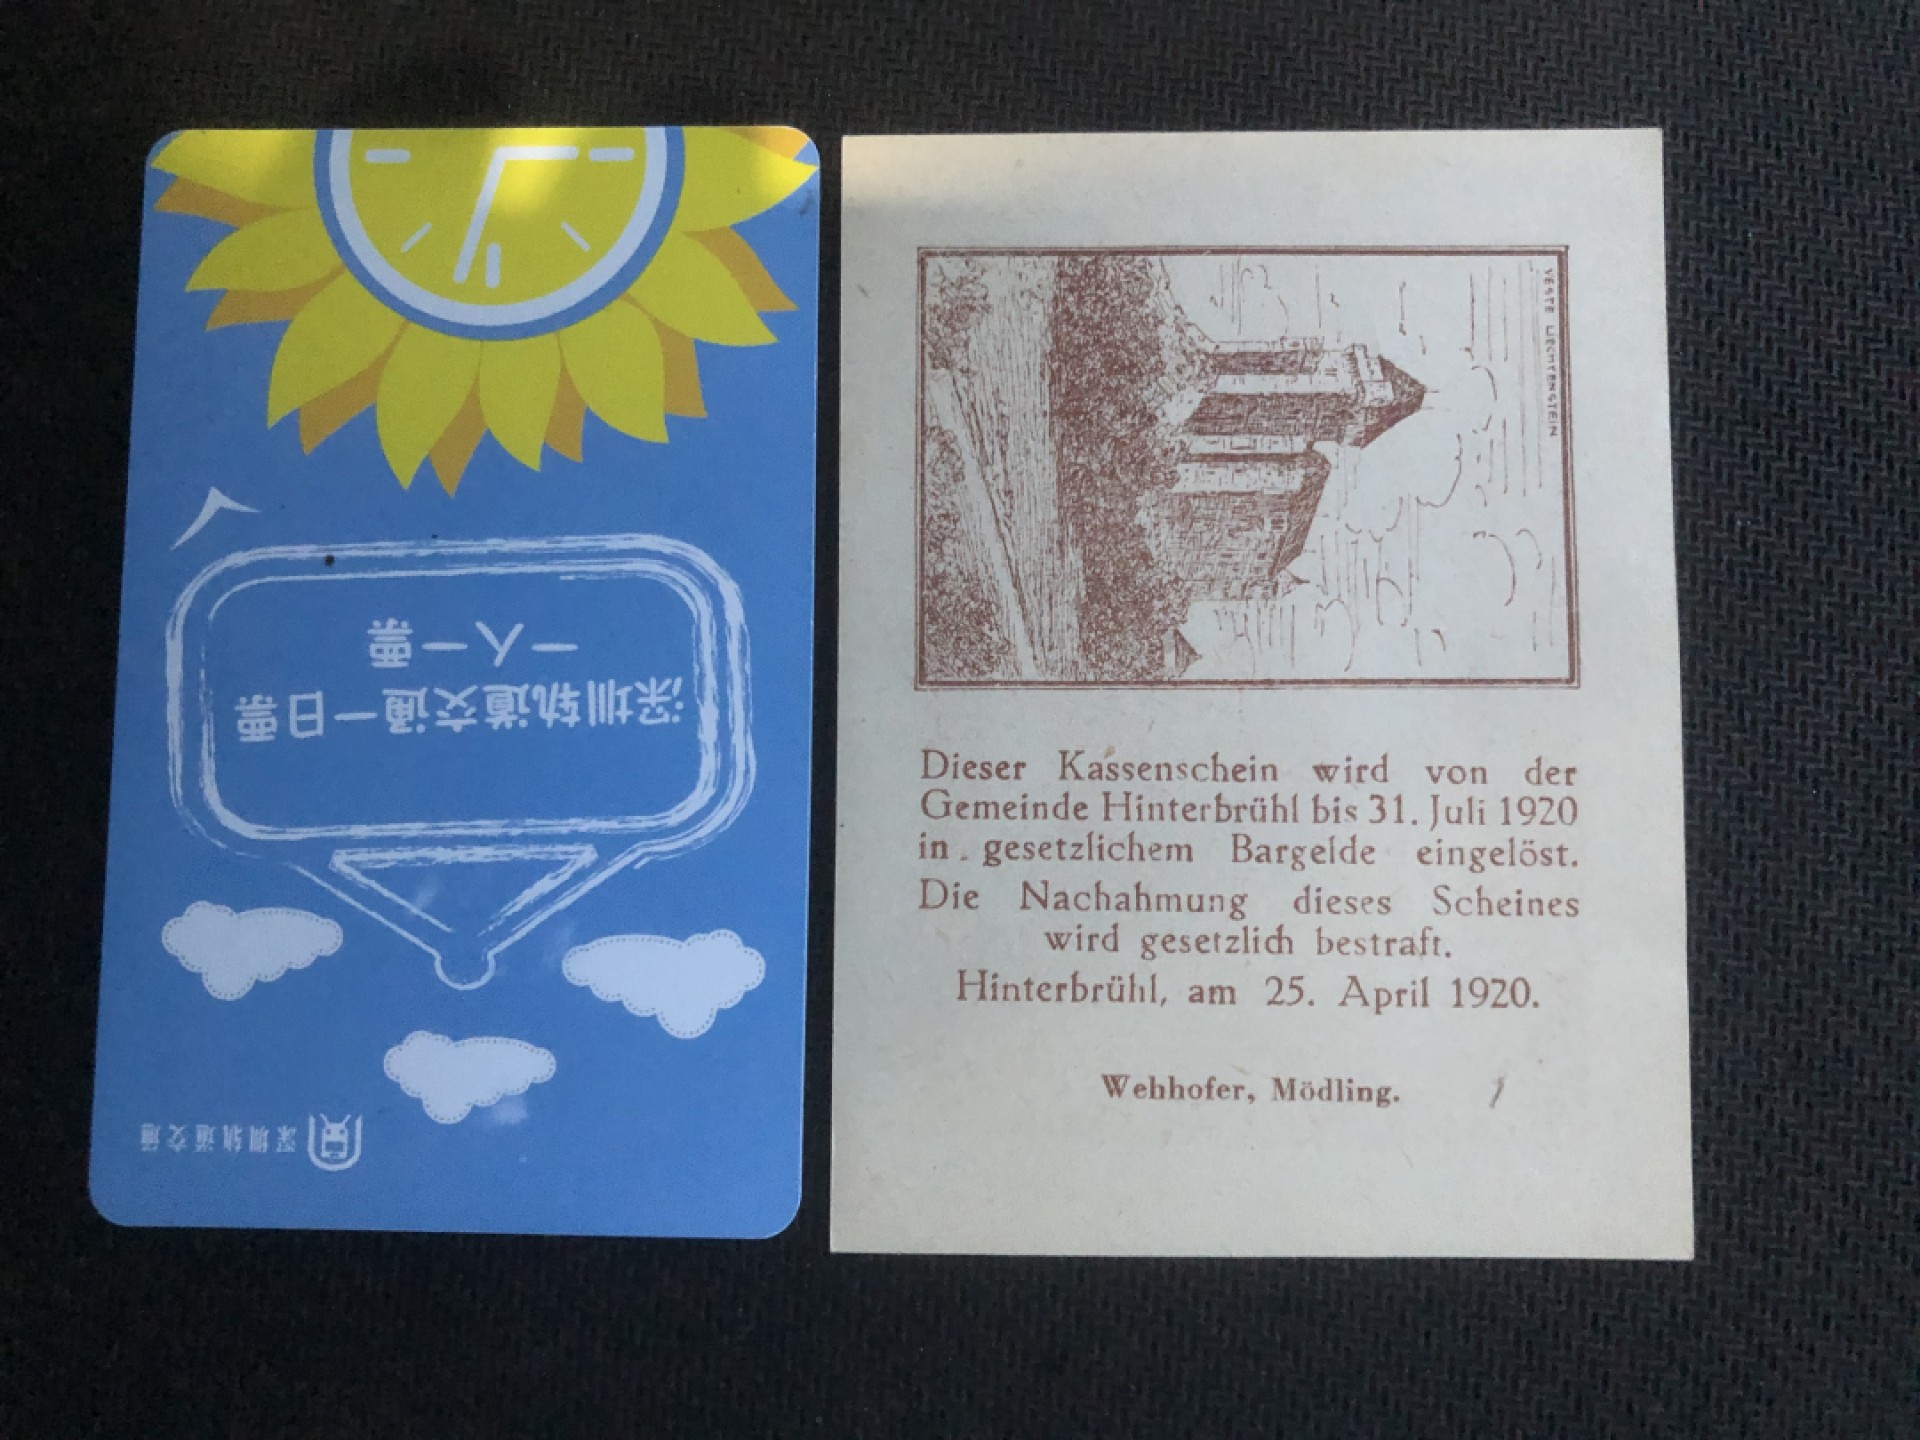 深圳轨道交通一日票
一人一票
深圳轨道交通
VESTE LIECHTENSTEIN
Dieser Kassenschein wird von der
Gemeinde Hinterbrühl bis 31. Juli 1920
in gesetzlichem Bargelde eingelöst.
Die Nachahmung dieses Scheines
wird gesetzlich bestraft.
Hinterbrühl, am 25. April 1920.
Wehhofer, Mödling.